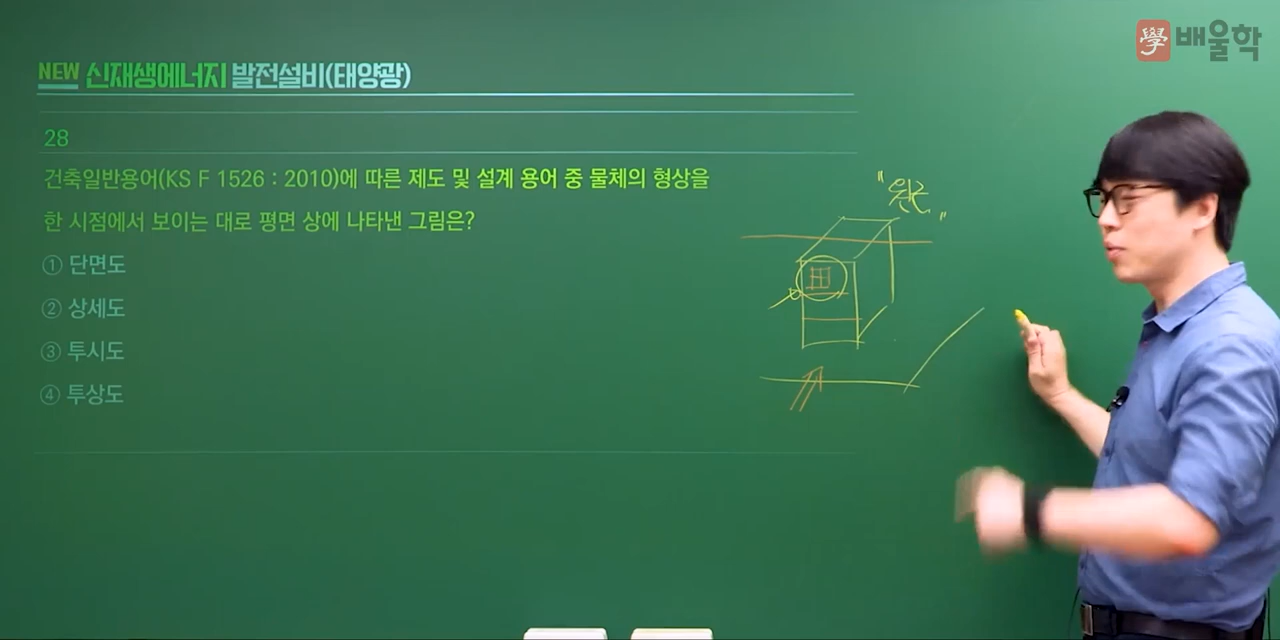 學 배울학
NEW 신재생에너지 발전설비(태양광)
28
건축일반용어(KS F 1526 : 2010)에 따른 제도 및 설계 용어 중 물체의 형상을
한 시점에서 보이는 대로 평면 상에 나타낸 그림은?
① 단면도
② 상세도
③ 투시도
④ 투상도
"원근"